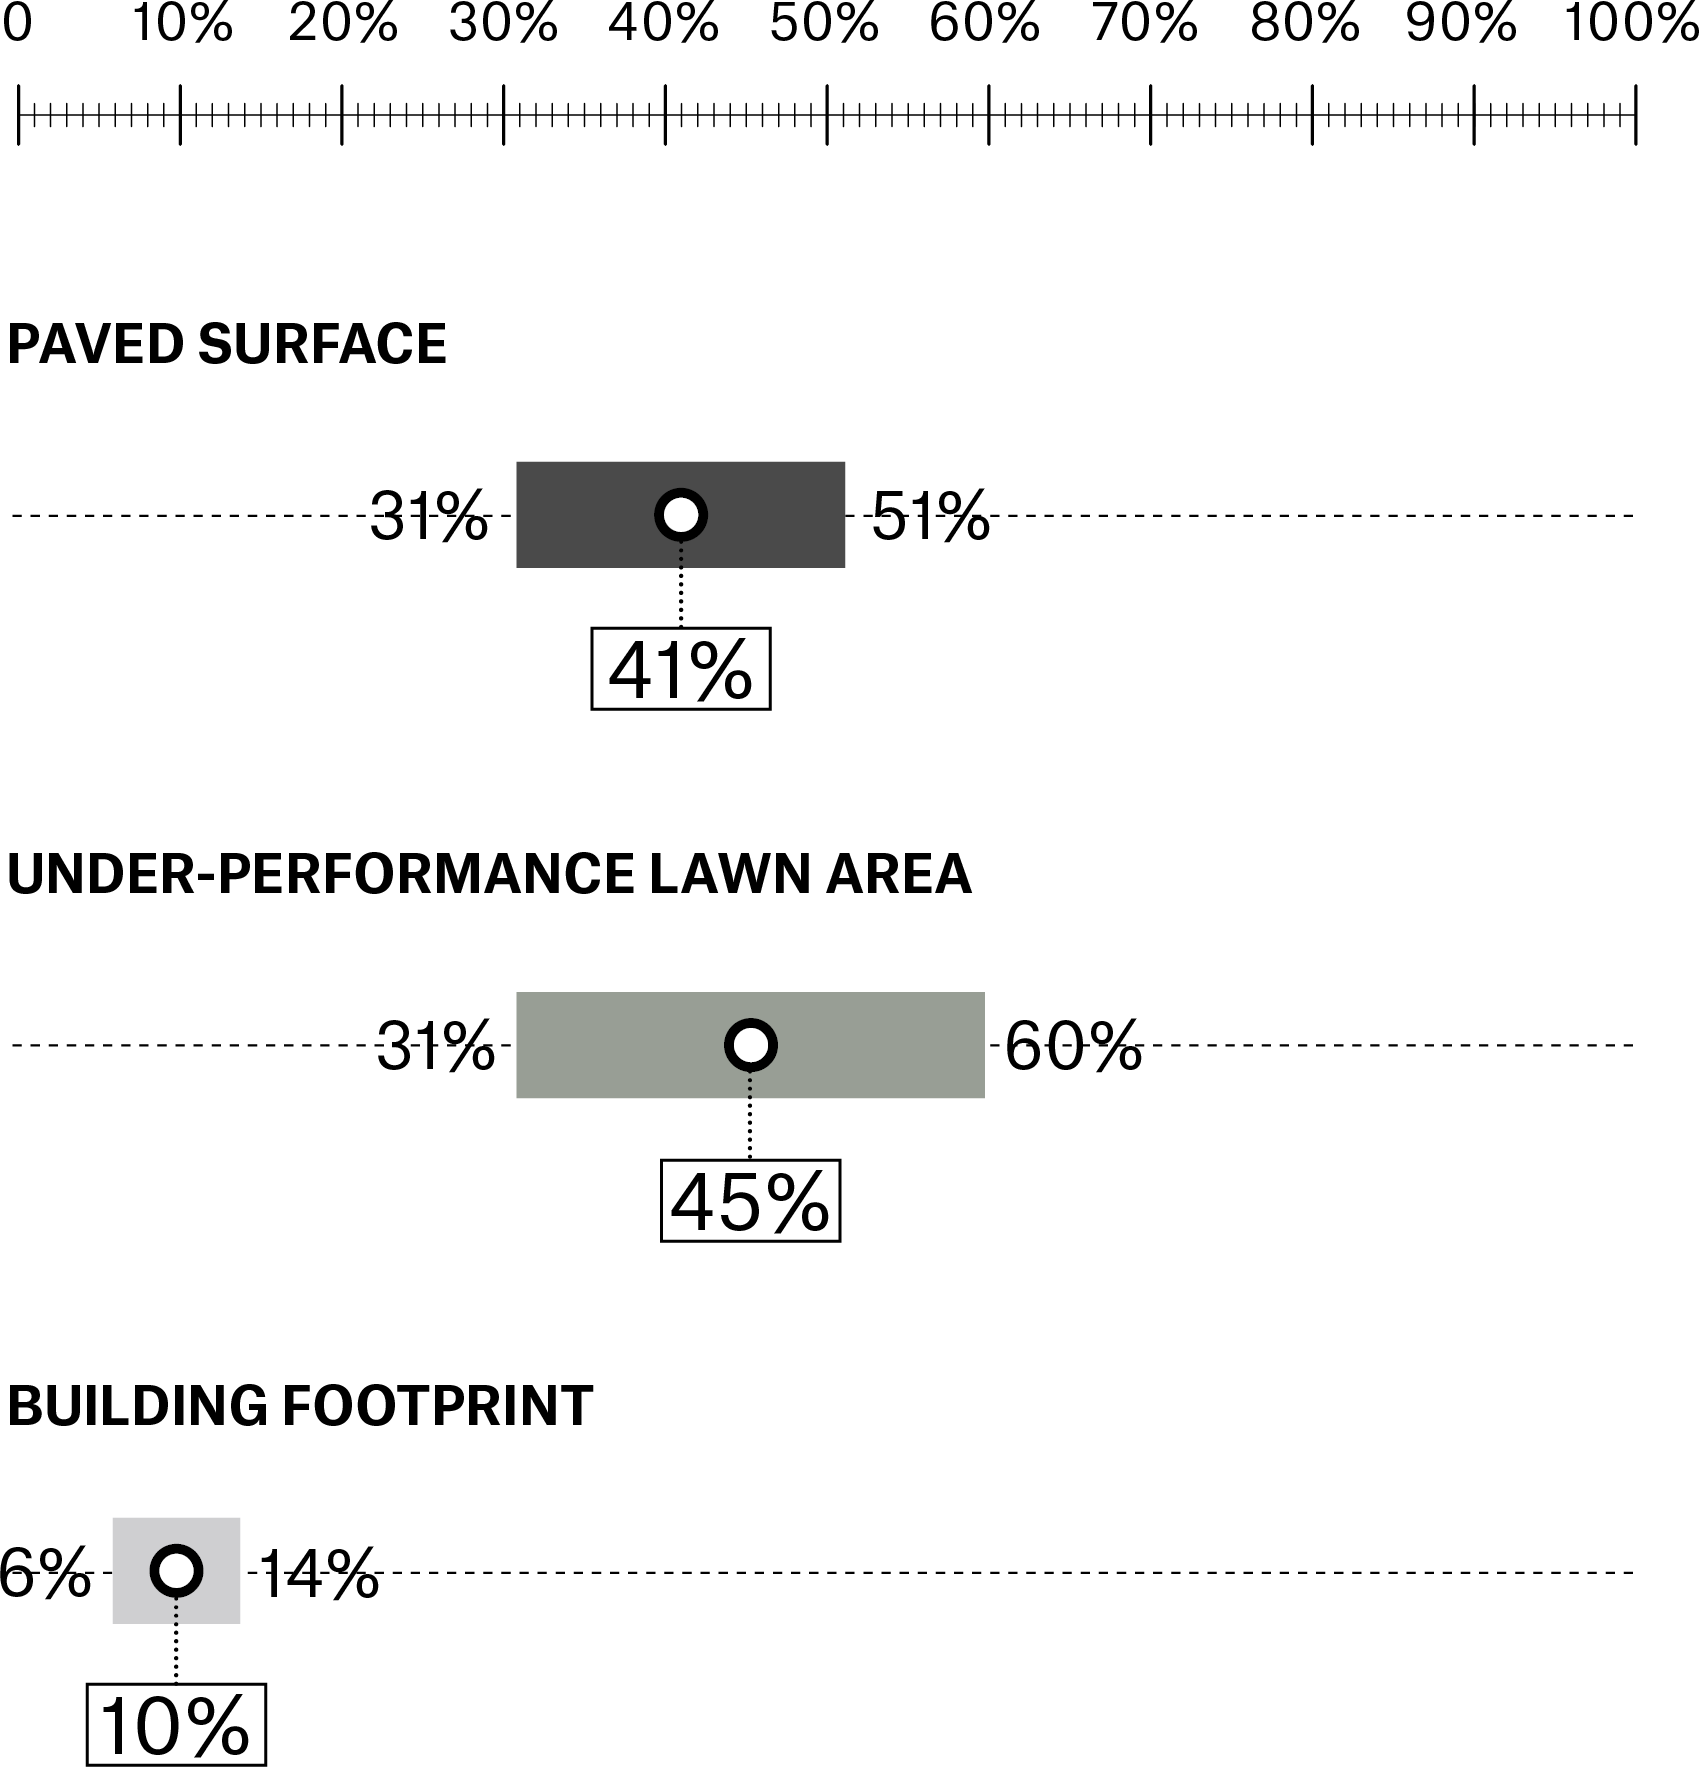 0 10% 20% 30% 40% 50% 60% 70% 80% 90% 100%
PAVED SURFACE
31% 51%
41%
UNDER-PERFORMANCE LAWN AREA
31% 60%
45%
BUILDING FOOTPRINT
6% 14%
10%